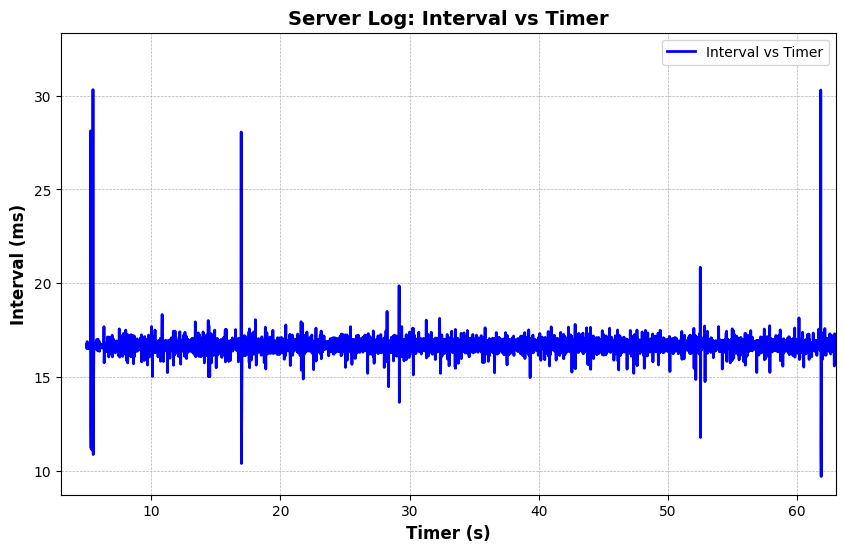 Server Log: Interval vs Timer
Interval vs Timer
Interval (ms)
30
25
20
15
10
10 20 30 40 50 60
Timer (s)